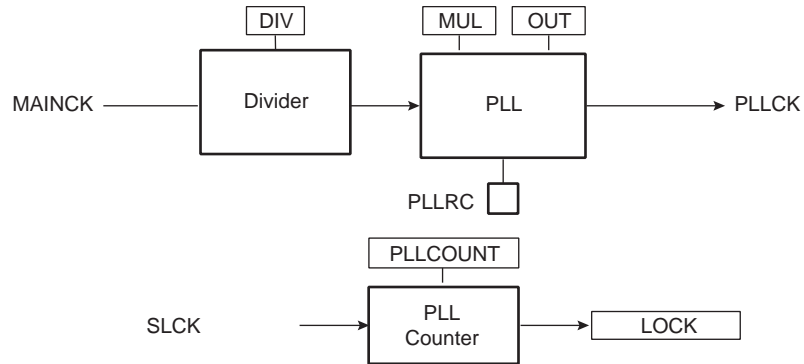 DIV
MUL
OUT
MAINCK
Divider
PLL
PLLCK
PLLRC
PLLCOUNT
SLCK
PLL
Counter
LOCK